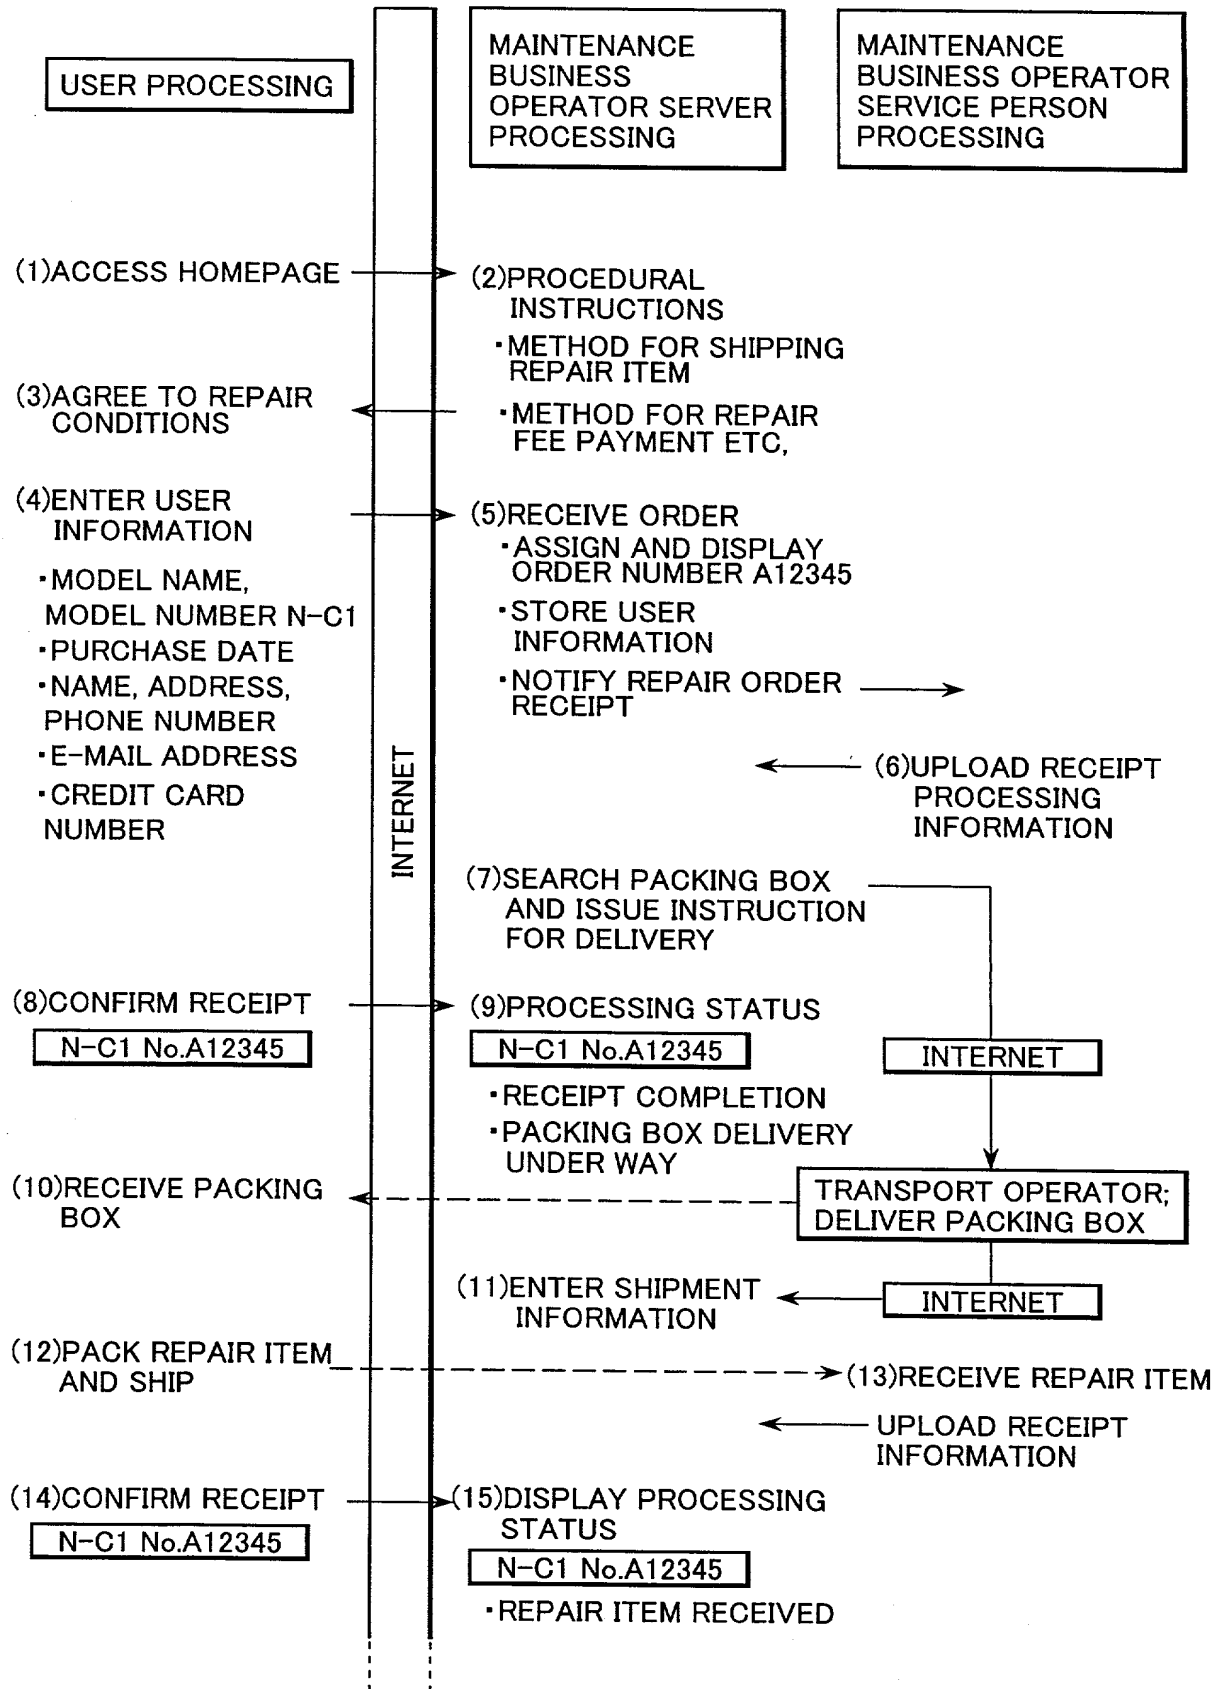 USER PROCESSING
MAINTENANCE
BUSINESS
OPERATOR SERVER
PROCESSING
MAINTENANCE
BUSINESS OPERATOR
SERVICE PERSON
PROCESSING
(1)ACCESS HOMEPAGE
(2)PROCEDURAL
INSTRUCTIONS
・METHOD FOR SHIPPING
REPAIR ITEM
(3)AGREE TO REPAIR
CONDITIONS
・METHOD FOR REPAIR
FEE PAYMENT ETC,
(4)ENTER USER
INFORMATION
・MODEL NAME,
MODEL NUMBER N-C1
・PURCHASE DATE
・NAME, ADDRESS,
PHONE NUMBER
・E-MAIL ADDRESS
・CREDIT CARD
NUMBER
(5)RECEIVE ORDER
・ASSIGN AND DISPLAY
ORDER NUMBER A12345
・STORE USER
INFORMATION
・NOTIFY REPAIR ORDER
RECEIPT
INTERNET
(6)UPLOAD RECEIPT
PROCESSING
INFORMATION
(7)SEARCH PACKING BOX
AND ISSUE INSTRUCTION
FOR DELIVERY
(8)CONFIRM RECEIPT
N-C1 No.A12345
(9)PROCESSING STATUS
N-C1 No.A12345
・RECEIPT COMPLETION
・PACKING BOX DELIVERY
UNDER WAY
INTERNET
(10)RECEIVE PACKING
BOX
TRANSPORT OPERATOR;
DELIVER PACKING BOX
(11)ENTER SHIPMENT
INFORMATION
INTERNET
(12)PACK REPAIR ITEM
AND SHIP
(13)RECEIVE REPAIR ITEM
UPLOAD RECEIPT
INFORMATION
(14)CONFIRM RECEIPT
N-C1 No.A12345
(15)DISPLAY PROCESSING
STATUS
N-C1 No.A12345
・REPAIR ITEM RECEIVED